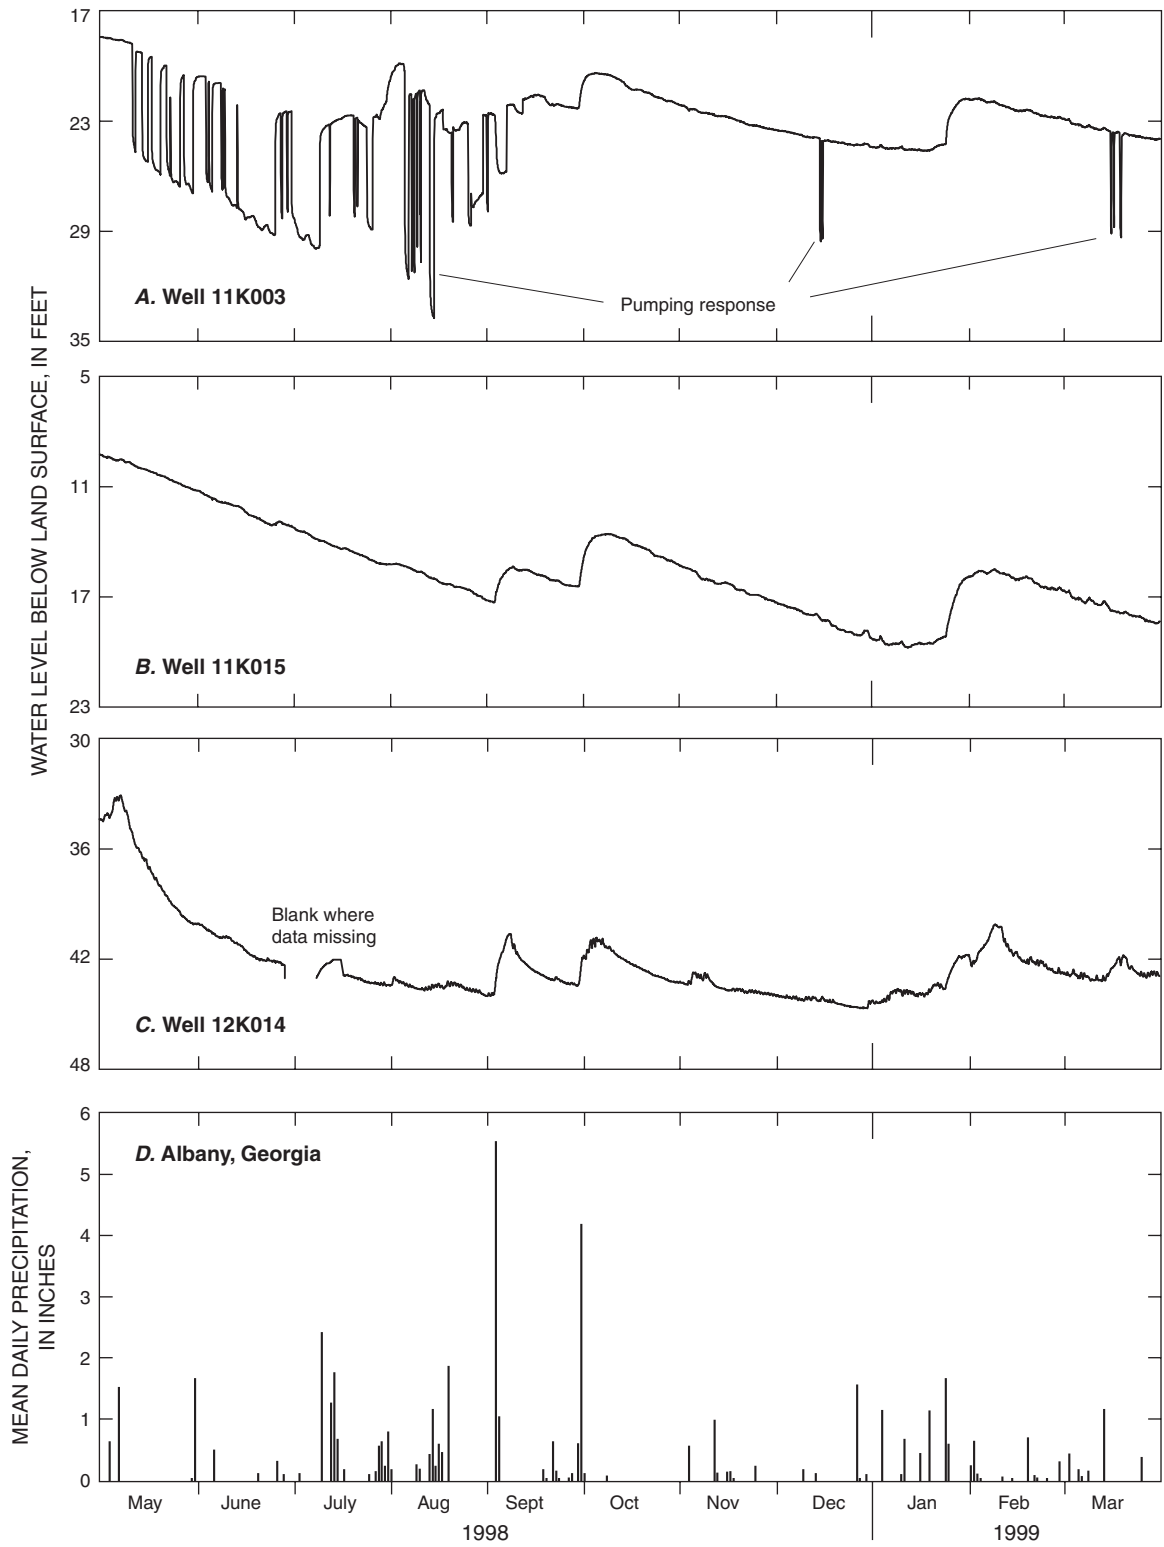 WATER LEVEL BELOW LAND SURFACE, IN FEET
17
23
29
35
A. Well 11K003
Pumping response
5
11
17
23
B. Well 11K015
30
36
42
48
Blank where
data missing
C. Well 12K014
MEAN DAILY PRECIPITATION,
IN INCHES
6
5
4
3
2
1
0
D. Albany, Georgia
May June July Aug Sept Oct Nov Dec Jan Feb Mar
1998 1999